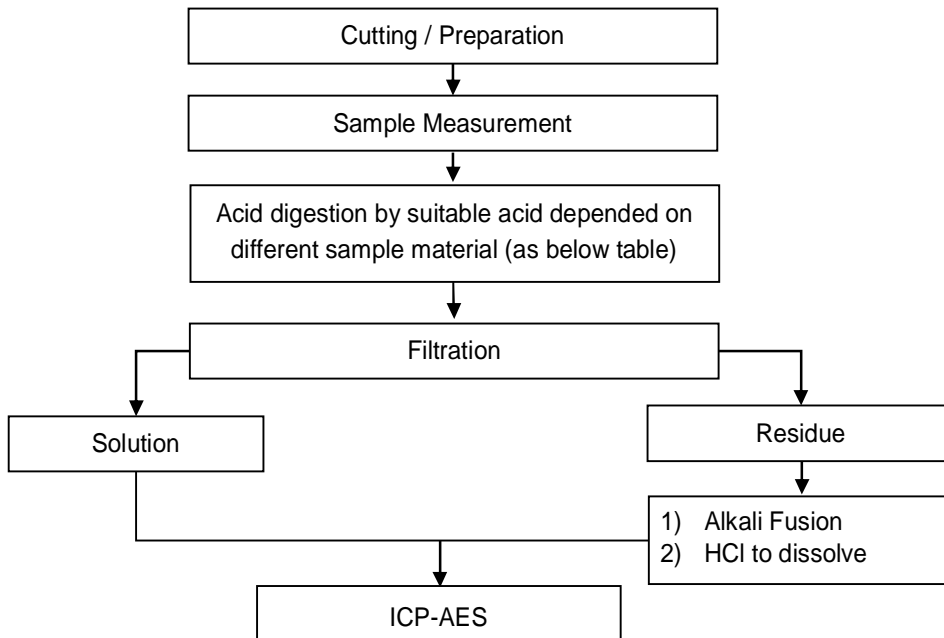 Cutting / Preparation
Sample Measurement
Acid digestion by suitable acid depended on
different sample material (as below table)
Filtration
Solution
Residue
1) Alkali Fusion
2) HCl to dissolve
ICP-AES